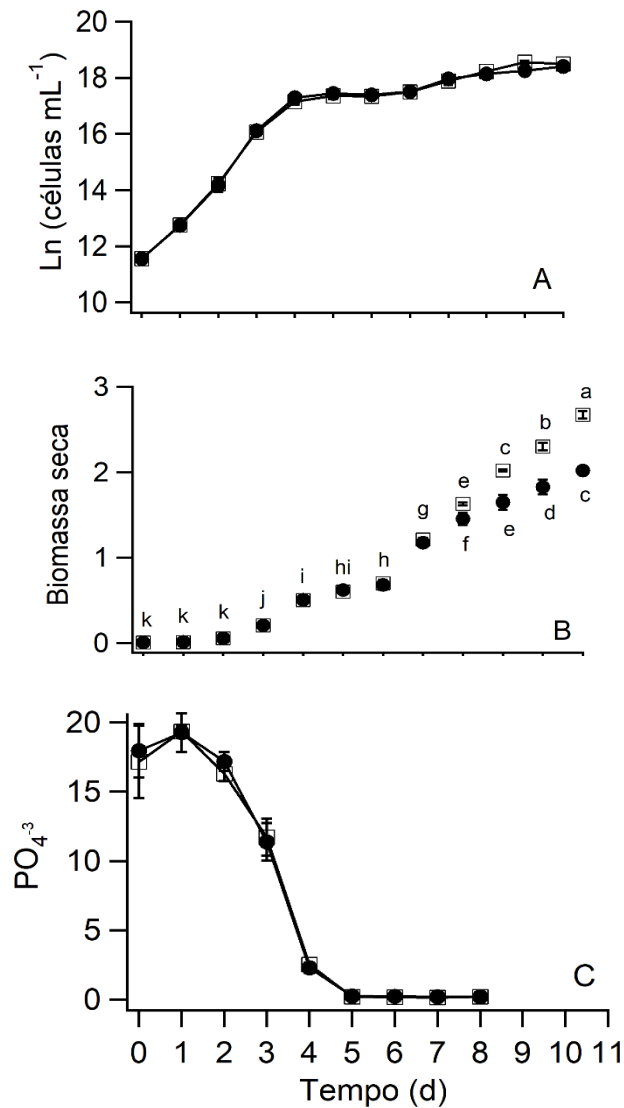 20
18
16
14
12
10
Ln (células mL⁻¹)
A
3
2
1
0
Biomassa seca
k k k j i hi h g e c b a
f e d c
B
20
15
10
5
0
PO₄⁻³
C
0 1 2 3 4 5 6 7 8 9 10 11
Tempo (d)